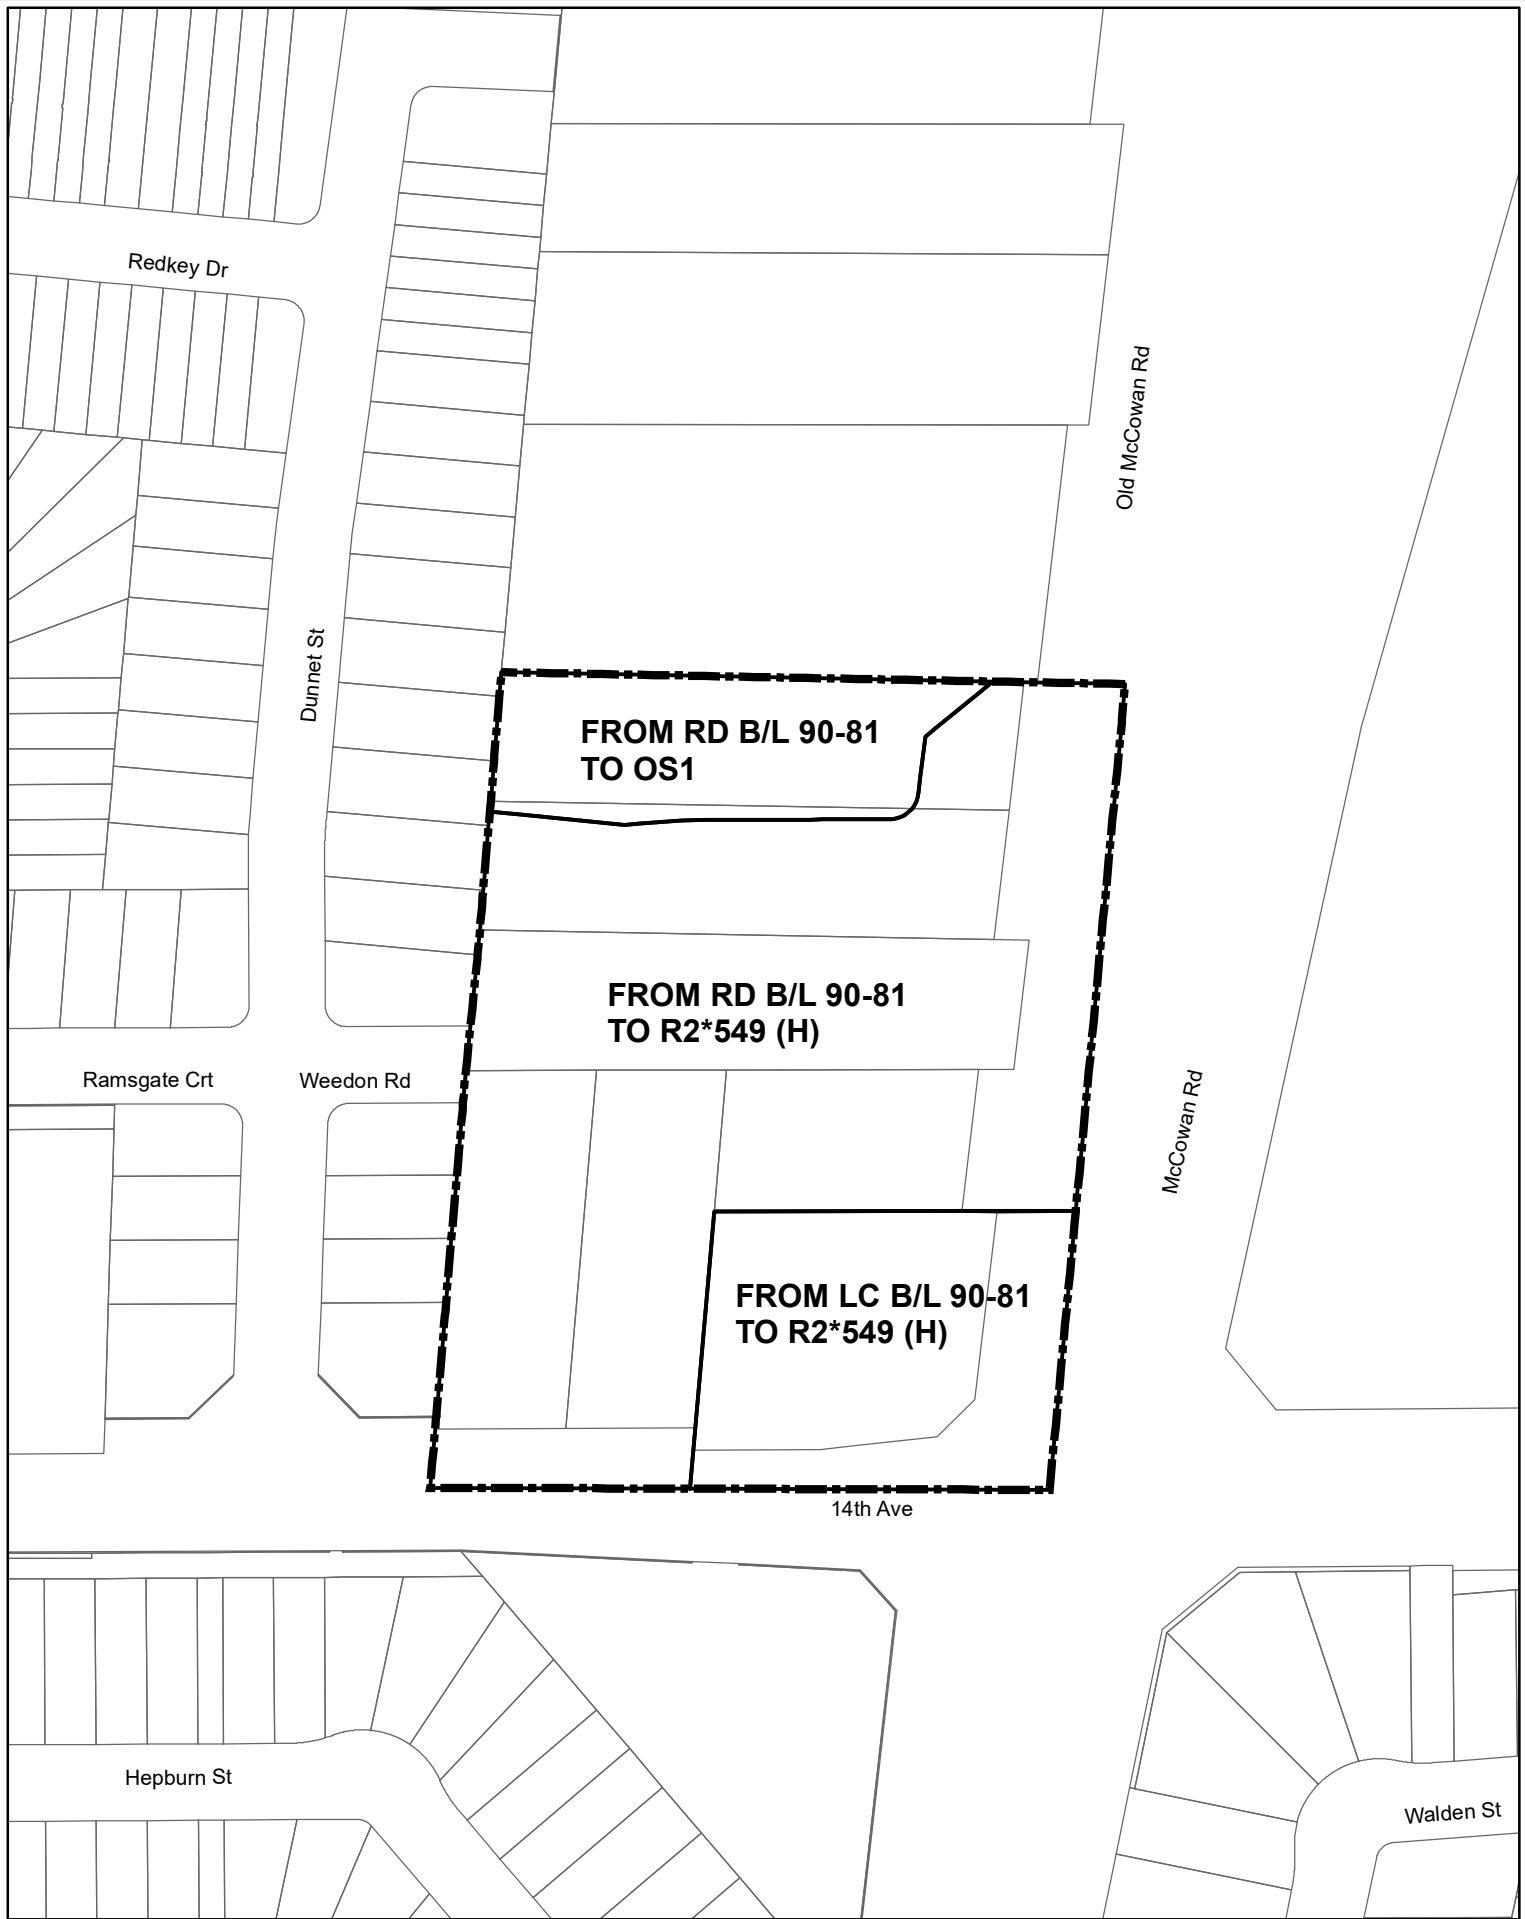 Redkey Dr
Old McCowan Rd
Dunnet St
FROM RD B/L 90-81
TO OS1
FROM RD B/L 90-81
TO R2*549 (H)
Ramsgate Crt
Weedon Rd
McCowan Rd
FROM LC B/L 90-81
TO R2*549 (H)
14th Ave
Hepburn St
Walden St